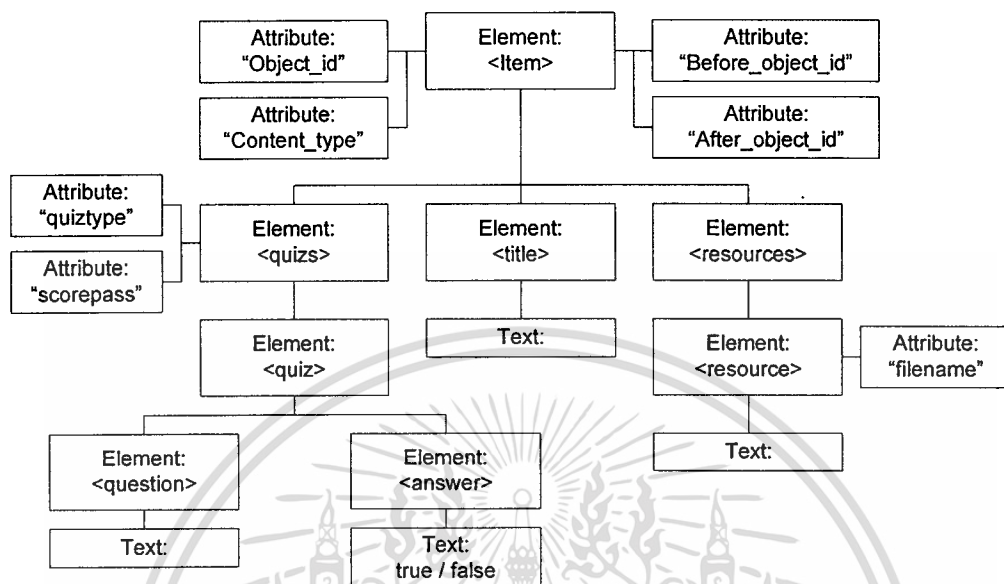 Attribute:
“Object_id”
Element:
<Item>
Attribute:
“Before_object_id”
Attribute:
“Content_type”
Attribute:
“After_object_id”
Attribute:
“quiztype”
Attribute:
“scorepass”
Element:
<quizs>
Element:
<title>
Element:
<resources>
Element:
<quiz>
Text:
Element:
<resource>
Attribute:
“filename”
Element:
<question>
Element:
<answer>
Text:
Text:
Text:
true / false